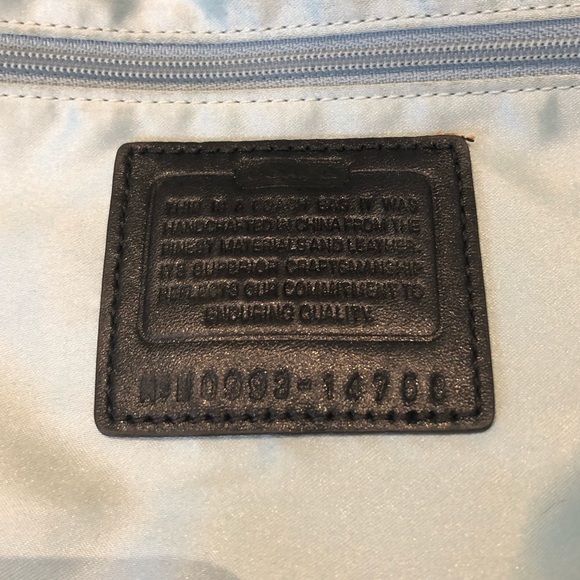 THIS IS A COACH BAG. IT WAS
HANDCRAFTED IN CHINA FROM THE
FINEST MATERIALS AND LEATHER.
ITS SUPERIOR CRAFTSMANSHIP
REFLECTS OUR COMMITMENT TO
ENDURING QUALITY.